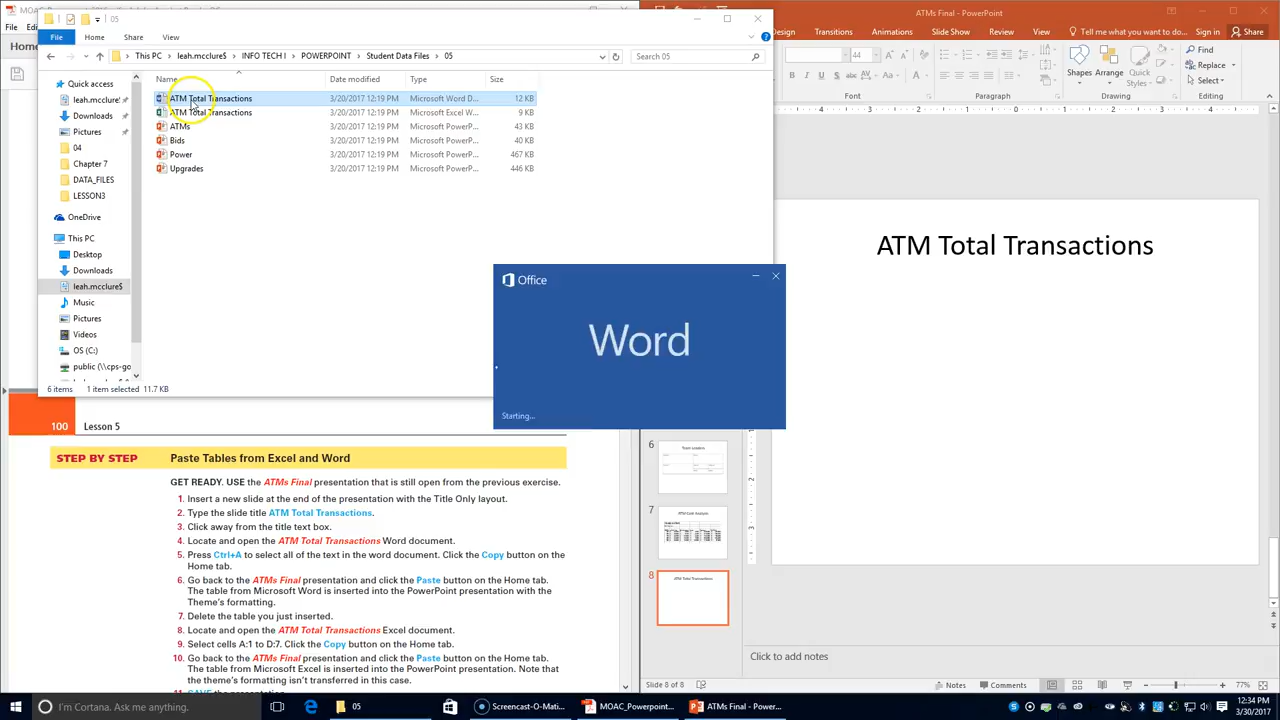 05
ATMs Final - PowerPoint
File
Home
Share
View
Sign in
Share
This PC
leah.mcclure$
INFO TECH I
POWERPOINT
Student Data Files
05
Search 05
Name
Date modified
Type
Size
Quick access
leah.mcclure!
Downloads
Pictures
04
Chapter 7
DATA_FILES
LESSON3
OneDrive
This PC
Desktop
Downloads
leah.mcclure$
Music
Pictures
Videos
OS (C:)
public (\\cps-go
ATM Total Transactions 3/20/2017 12:19 PM Microsoft Word D... 12 KB
ATM Total Transactions 3/20/2017 12:19 PM Microsoft Excel W... 9 KB
ATMs 3/20/2017 12:19 PM Microsoft PowerP... 43 KB
Bids 3/20/2017 12:19 PM Microsoft PowerP... 40 KB
Power 3/20/2017 12:19 PM Microsoft PowerP... 467 KB
Upgrades 3/20/2017 12:19 PM Microsoft PowerP... 446 KB
6 items 1 item selected 11.7 KB
Slide Show
Review
View
Tell me
44
Shapes
Arrange
Find
Replace
Select
Paragraph
Drawing
Editing
ATM Total Transactions
Office
Word
Starting...
100 Lesson 5
STEP BY STEP Paste Tables from Excel and Word
GET READY. USE the ATMs Final presentation that is still open from the previous exercise.
1. Insert a new slide at the end of the presentation with the Title Only layout.
2. Type the slide title ATM Total Transactions.
3. Click away from the title text box.
4. Locate and open the ATM Total Transactions Word document.
5. Press Ctrl+A to select all of the text in the word document. Click the Copy button on the
Home tab.
6. Go back to the ATMs Final presentation and click the Paste button on the Home tab.
The table from Microsoft Word is inserted into the PowerPoint presentation with the
Theme's formatting.
7. Delete the table you just inserted.
8. Locate and open the ATM Total Transactions Excel document.
9. Select cells A:1 to D:7. Click the Copy button on the Home tab.
10. Go back to the ATMs Final presentation and click the Paste button on the Home tab.
The table from Microsoft Excel is inserted into the PowerPoint presentation. Note that
the theme's formatting isn't transferred in this case.
6
7
8
ATM Total Transactions
Click to add notes
Slide 8 of 8
Notes
Comments
77%
I'm Cortana. Ask me anything.
05
Screencast-O-Mati...
MOAC_Powerpoint...
ATMs Final - Power...
12:34 PM
3/30/2017